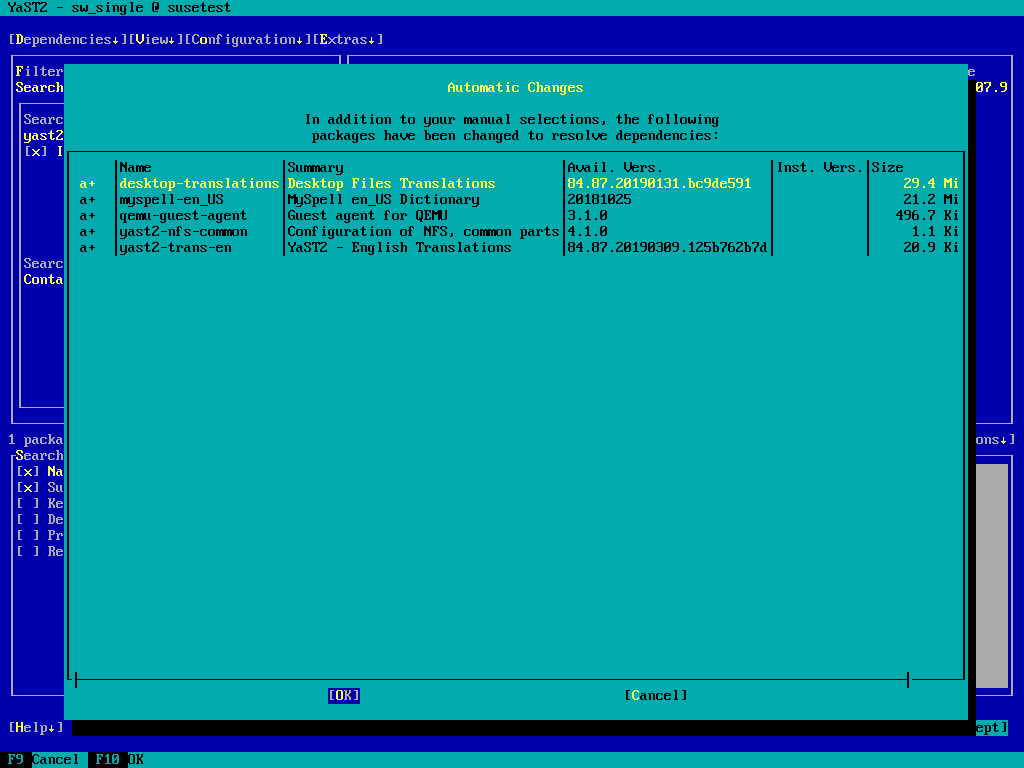 YaST2 - sw_single @ susetest
[Dependencies↓][View↓][Configuration↓][Extras↓]
Filter
e
Search
07.9
Automatic Changes
Searc
In addition to your manual selections, the following
yast2
packages have been changed to resolve dependencies:
[x] I
Name Summary Avail. Vers. Inst. Vers. Size
a+ desktop-translations Desktop Files Translations 84.87.20190131.bc9de591 29.4 Mi
a+ myspell-en_US MySpell en_US Dictionary 20181025 21.2 Mi
a+ qemu-guest-agent Guest agent for QEMU 3.1.0 496.7 Ki
a+ yast2-nfs-common Configuration of NFS, common parts 4.1.0 1.1 Ki
a+ yast2-trans-en YaST2 - English Translations 84.87.20190309.125b762b7d 20.9 Ki
Searc
Conta
1 packa
ons↓]
Search
[x] Na
[x] Su
[ ] Ke
[ ] De
[ ] Pr
[ ] Re
[OK] [Cancel]
[Help↓]
ept]
F9 Cancel F10 OK